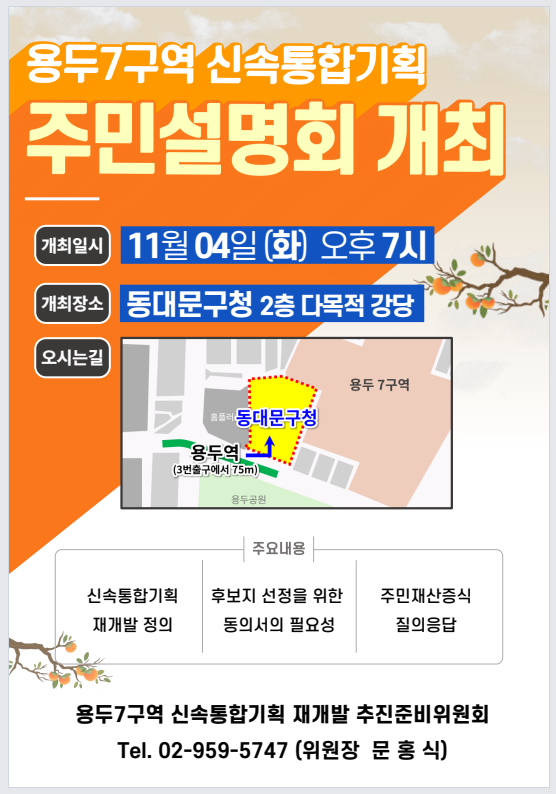 용두7구역 신속통합기획
주민설명회 개최
개최일시
11월 04일 (화) 오후 7시
개최장소
동대문구청 2층 다목적 강당
오시는길
용두 7구역
홈플러
동대문구청
용두역
(3번출구에서 75m)
용두공원
주요내용
신속통합기획
재개발 정의
후보지 선정을 위한
동의서의 필요성
주민재산증식
질의응답
용두7구역 신속통합기획 재개발 추진준비위원회
Tel. 02-959-5747 (위원장 문 홍 식)